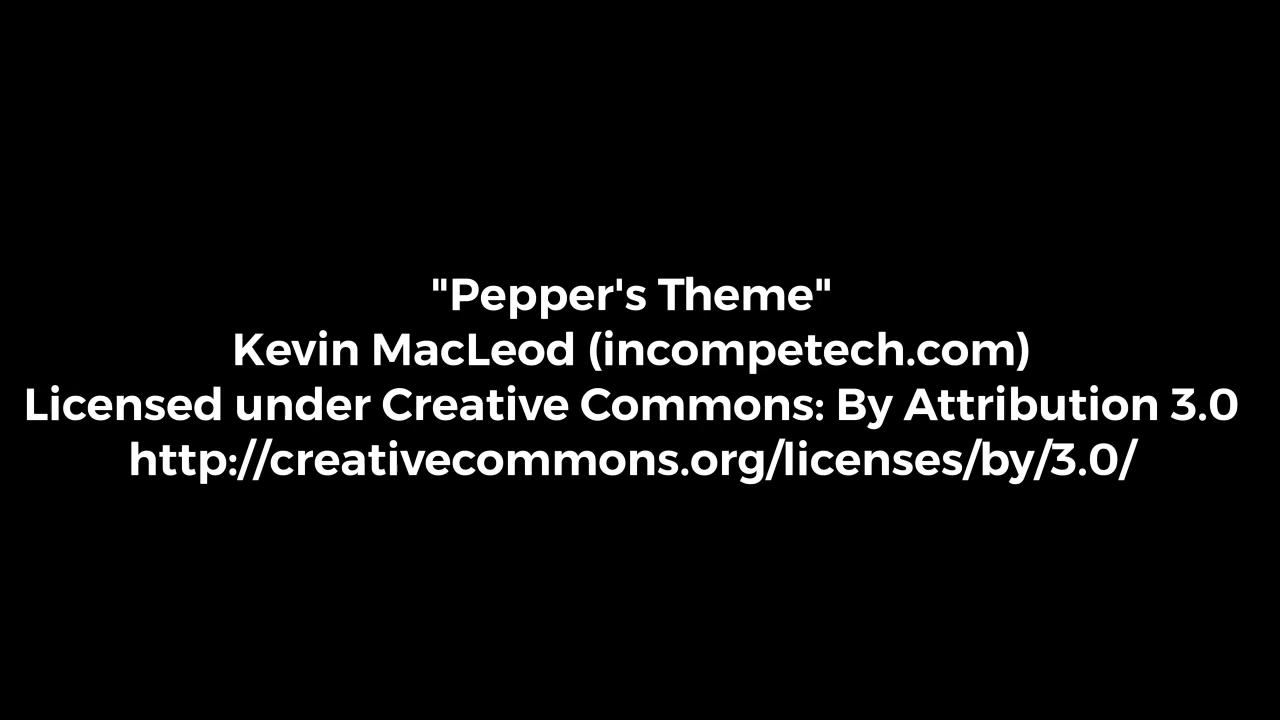 "Pepper's Theme"
Kevin MacLeod (incompetech.com)
Licensed under Creative Commons: By Attribution 3.0
http://creativecommons.org/licenses/by/3.0/